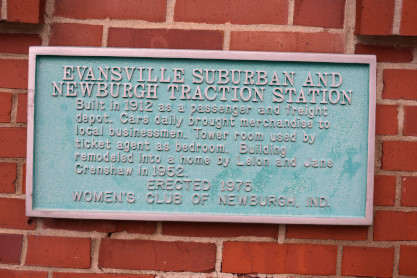 EVANSVILLE SUBURBAN AND
NEWBURGH TRACTION STATION
Built in 1912 as a passenger and freight
depot. Cars daily brought merchandise to
local businessmen. Tower room used by
ticket agent as bedroom. Building
remodeled into a home by Lelon and Jane
Crenshaw in 1952.
ERECTED 1975
WOMEN'S CLUB OF NEWBURGH, IND.